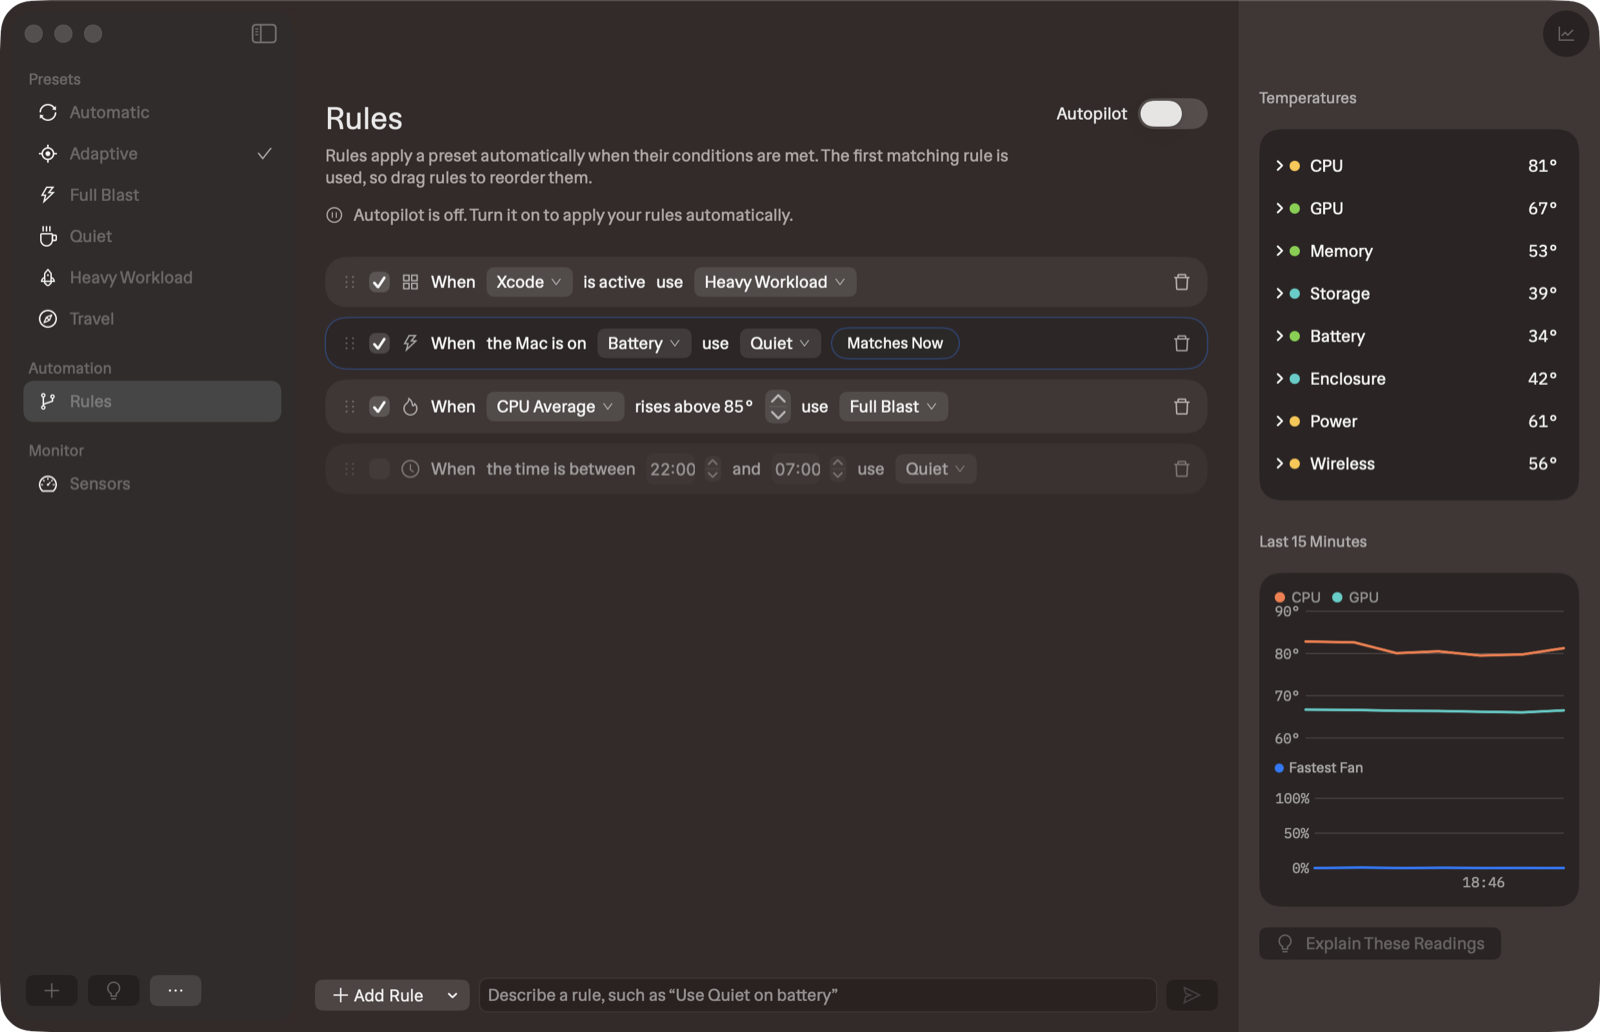 Presets
Automatic
Adaptive
Full Blast
Quiet
Heavy Workload
Travel
Automation
Rules
Monitor
Sensors
Rules
Autopilot
Rules apply a preset automatically when their conditions are met. The first matching rule is
used, so drag rules to reorder them.
Autopilot is off. Turn it on to apply your rules automatically.
When Xcode is active use Heavy Workload
When the Mac is on Battery use Quiet Matches Now
When CPU Average rises above 85° use Full Blast
When the time is between 22:00 and 07:00 use Quiet
+ Add Rule
Describe a rule, such as “Use Quiet on battery”
Temperatures
CPU 81°
GPU 67°
Memory 53°
Storage 39°
Battery 34°
Enclosure 42°
Power 61°
Wireless 56°
Last 15 Minutes
CPU GPU
90°
80°
70°
60°
Fastest Fan
100%
50%
0%
18:46
Explain These Readings